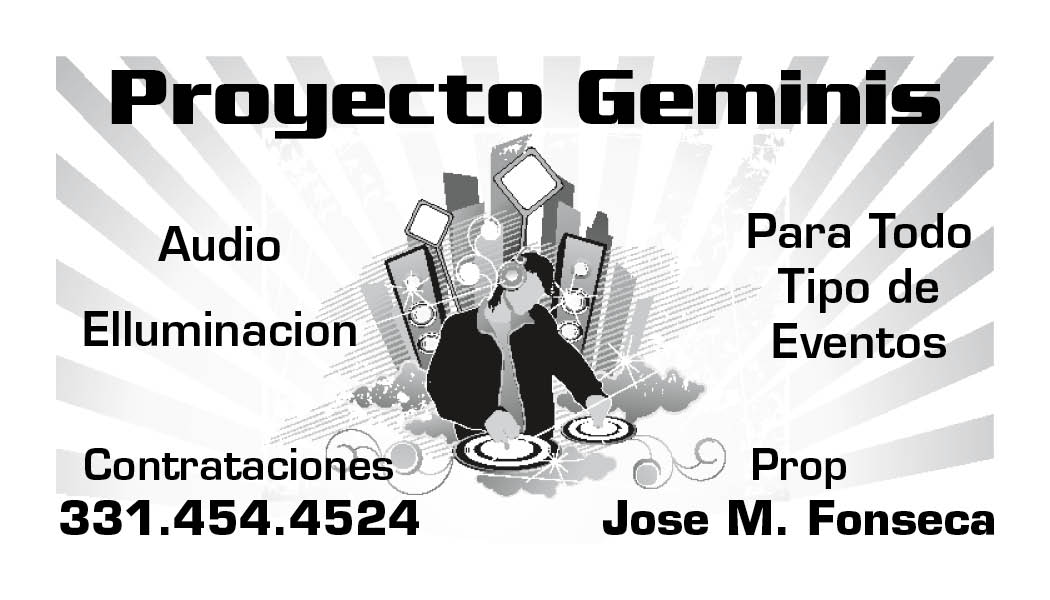 Proyecto Geminis
Audio
Elluminacion
Para Todo
Tipo de
Eventos
Contrataciones
331.454.4524
Prop
Jose M. Fonseca